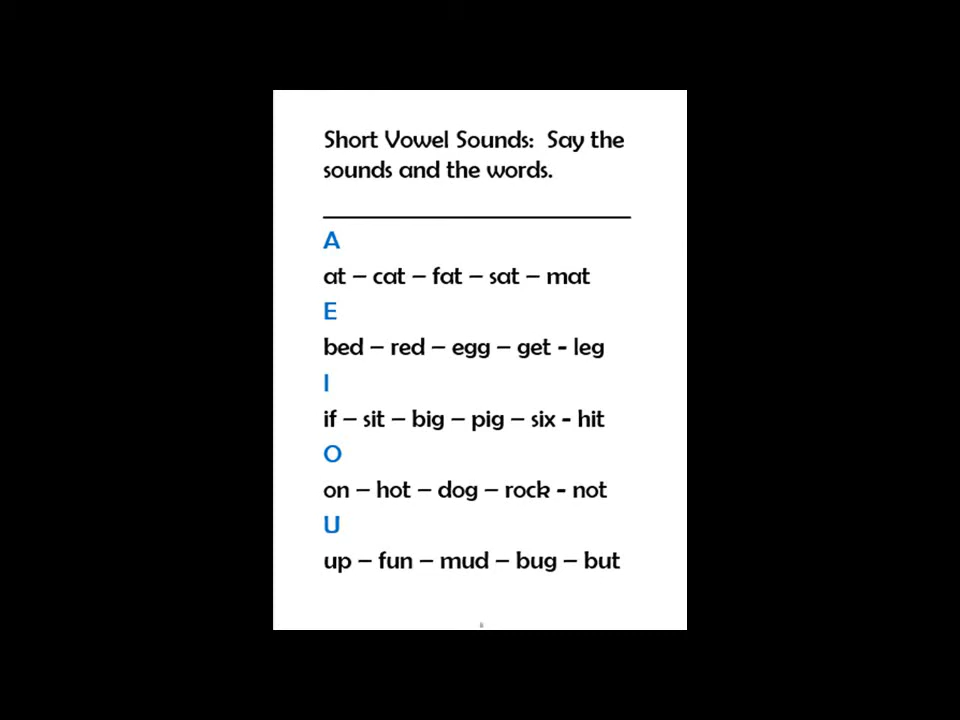 Short Vowel Sounds:  Say the
sounds and the words.
A
at – cat – fat – sat – mat
E
bed – red – egg – get - leg
I
if – sit – big – pig – six - hit
O
on – hot – dog – rock - not
U
up – fun – mud – bug – but